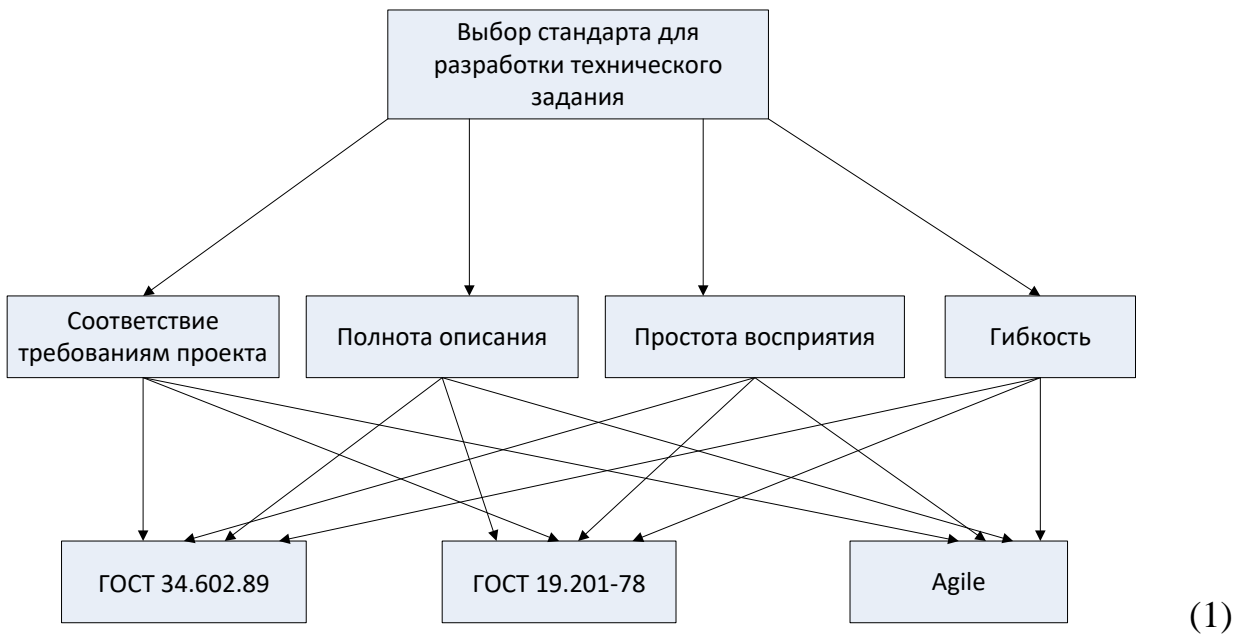 Выбор стандарта для
разработки технического
задания
Соответствие
требованиям проекта
Полнота описания
Простота восприятия
Гибкость
ГОСТ 34.602.89
ГОСТ 19.201-78
Agile
(1)